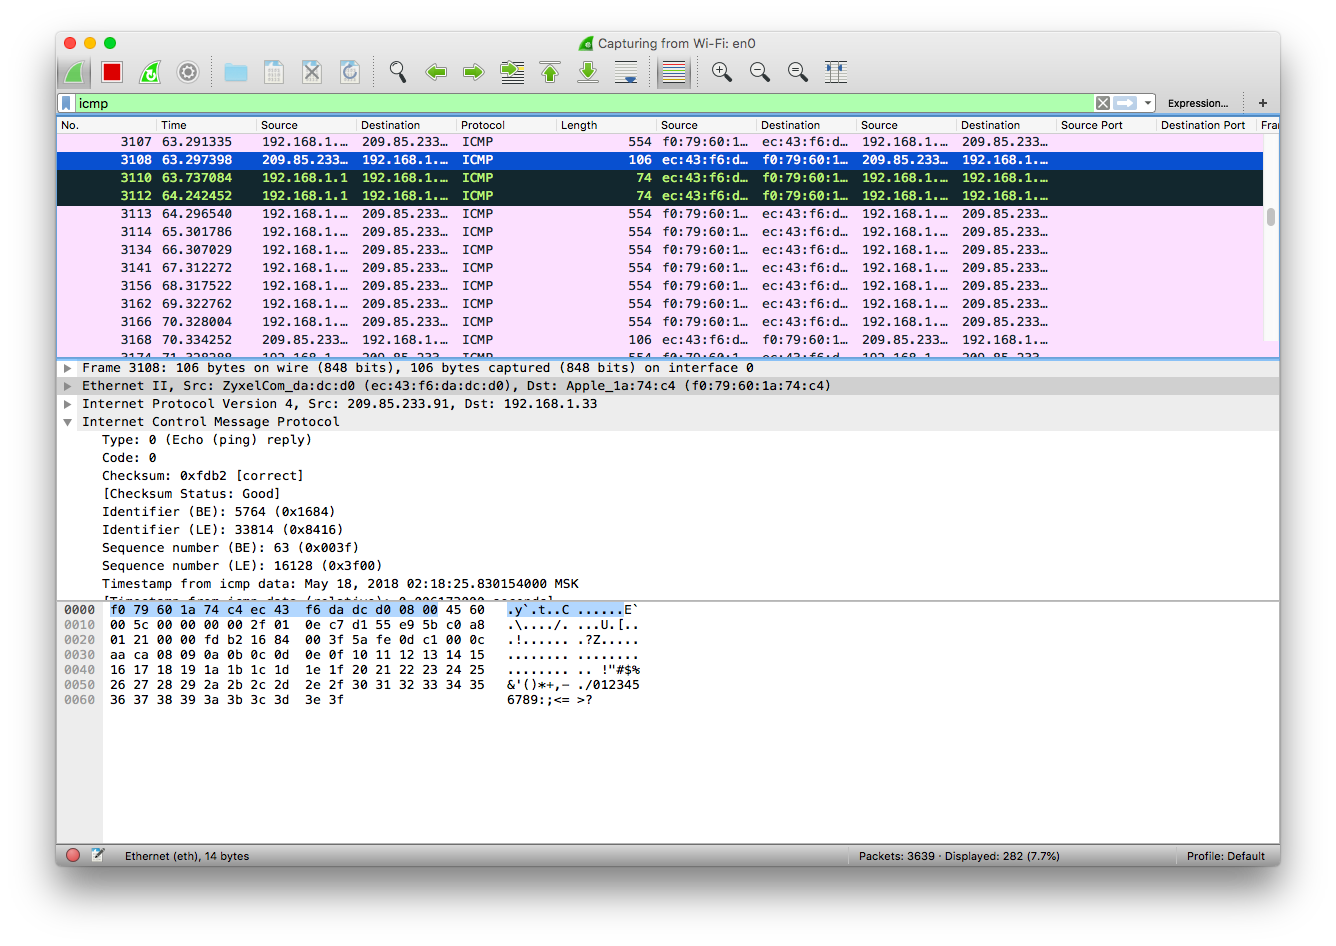 Capturing from Wi-Fi: en0
icmp Expression... +
No. Time Source Destination Protocol Length Source Destination Source Destination Source Port Destination Port Fra
3107 63.291335 192.168.1.… 209.85.233… ICMP 554 f0:79:60:1… ec:43:f6:d… 192.168.1.… 209.85.233…
3108 63.297398 209.85.233… 192.168.1.… ICMP 106 ec:43:f6:d… f0:79:60:1… 209.85.233… 192.168.1.…
3110 63.737084 192.168.1.1 192.168.1.… ICMP 74 ec:43:f6:d… f0:79:60:1… 192.168.1.1 192.168.1.…
3112 64.242452 192.168.1.1 192.168.1.… ICMP 74 ec:43:f6:d… f0:79:60:1… 192.168.1.1 192.168.1.…
3113 64.296540 192.168.1.… 209.85.233… ICMP 554 f0:79:60:1… ec:43:f6:d… 192.168.1.… 209.85.233…
3114 65.301786 192.168.1.… 209.85.233… ICMP 554 f0:79:60:1… ec:43:f6:d… 192.168.1.… 209.85.233…
3134 66.307029 192.168.1.… 209.85.233… ICMP 554 f0:79:60:1… ec:43:f6:d… 192.168.1.… 209.85.233…
3141 67.312272 192.168.1.… 209.85.233… ICMP 554 f0:79:60:1… ec:43:f6:d… 192.168.1.… 209.85.233…
3156 68.317522 192.168.1.… 209.85.233… ICMP 554 f0:79:60:1… ec:43:f6:d… 192.168.1.… 209.85.233…
3162 69.322762 192.168.1.… 209.85.233… ICMP 554 f0:79:60:1… ec:43:f6:d… 192.168.1.… 209.85.233…
3166 70.328004 192.168.1.… 209.85.233… ICMP 554 f0:79:60:1… ec:43:f6:d… 192.168.1.… 209.85.233…
3168 70.334252 209.85.233… 192.168.1.… ICMP 106 ec:43:f6:d… f0:79:60:1… 209.85.233… 192.168.1.…
Frame 3108: 106 bytes on wire (848 bits), 106 bytes captured (848 bits) on interface 0
Ethernet II, Src: ZyxelCom_da:dc:d0 (ec:43:f6:da:dc:d0), Dst: Apple_1a:74:c4 (f0:79:60:1a:74:c4)
Internet Protocol Version 4, Src: 209.85.233.91, Dst: 192.168.1.33
Internet Control Message Protocol
Type: 0 (Echo (ping) reply)
Code: 0
Checksum: 0xfdb2 [correct]
[Checksum Status: Good]
Identifier (BE): 5764 (0x1684)
Identifier (LE): 33814 (0x8416)
Sequence number (BE): 63 (0x003f)
Sequence number (LE): 16128 (0x3f00)
Timestamp from icmp data: May 18, 2018 02:18:25.830154000 MSK
0000 f0 79 60 1a 74 c4 ec 43 f6 da dc d0 08 00 45 60 .y`.t..C ......E`
0010 00 5c 00 00 00 00 2f 01 0e c7 d1 55 e9 5b c0 a8 .\..../. ...U.[..
0020 01 21 00 00 fd b2 16 84 00 3f 5a fe 0d c1 00 0c .!...... .?Z.....
0030 aa ca 08 09 0a 0b 0c 0d 0e 0f 10 11 12 13 14 15 ........ ........
0040 16 17 18 19 1a 1b 1c 1d 1e 1f 20 21 22 23 24 25 ........ .. !"#$%
0050 26 27 28 29 2a 2b 2c 2d 2e 2f 30 31 32 33 34 35 &'()*+,- ./012345
0060 36 37 38 39 3a 3b 3c 3d 3e 3f 6789:;<= >?
Ethernet (eth), 14 bytes Packets: 3639 · Displayed: 282 (7.7%) Profile: Default